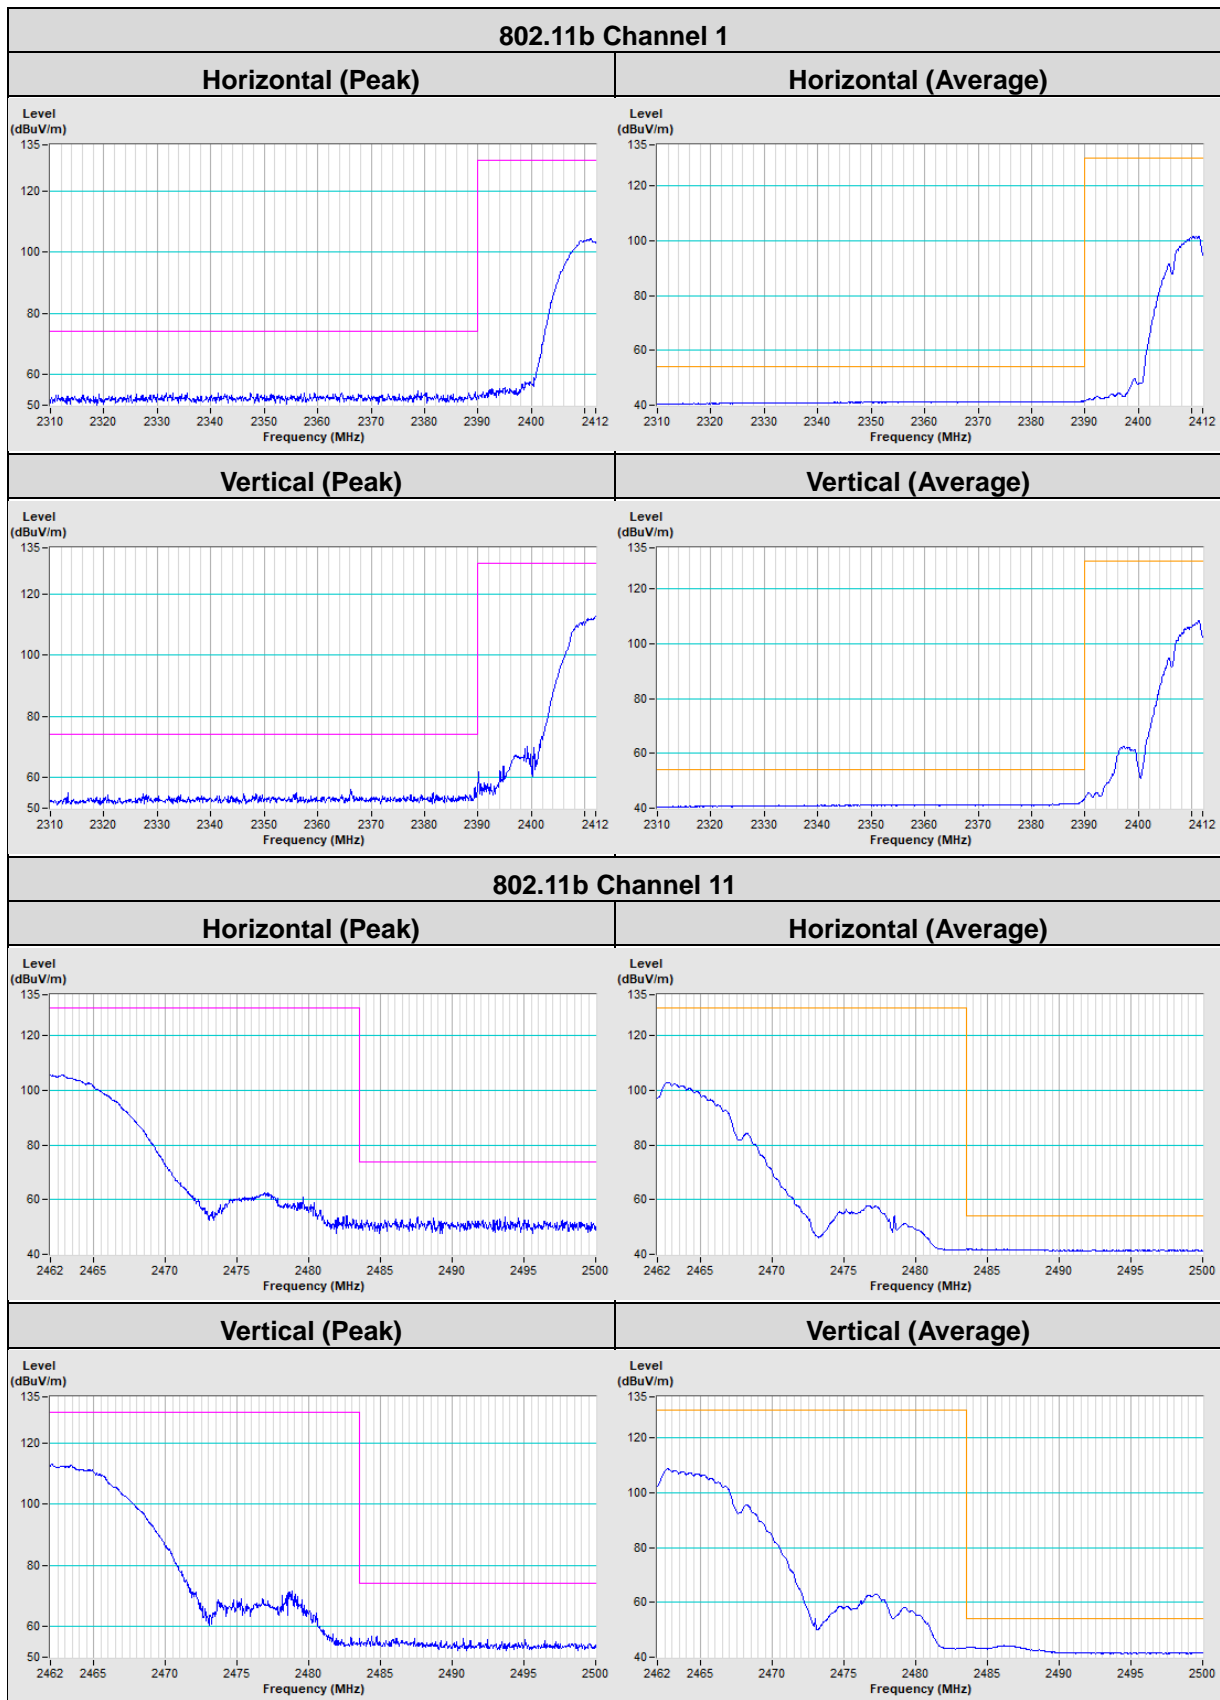 802.11b Channel 1
Horizontal (Peak)
Horizontal (Average)
Level
(dBuV/m)
135
120
100
80
60
50
2310 2320 2330 2340 2350 2360 2370 2380 2390 2400 2412
Frequency (MHz)
Level
(dBuV/m)
135
120
100
80
60
40
2310 2320 2330 2340 2350 2360 2370 2380 2390 2400 2412
Frequency (MHz)
Vertical (Peak)
Vertical (Average)
Level
(dBuV/m)
135
120
100
80
60
50
2310 2320 2330 2340 2350 2360 2370 2380 2390 2400 2412
Frequency (MHz)
Level
(dBuV/m)
135
120
100
80
60
40
2310 2320 2330 2340 2350 2360 2370 2380 2390 2400 2412
Frequency (MHz)
802.11b Channel 11
Horizontal (Peak)
Horizontal (Average)
Level
(dBuV/m)
135
120
100
80
60
40
2462 2465 2470 2475 2480 2485 2490 2495 2500
Frequency (MHz)
Level
(dBuV/m)
135
120
100
80
60
40
2462 2465 2470 2475 2480 2485 2490 2495 2500
Frequency (MHz)
Vertical (Peak)
Vertical (Average)
Level
(dBuV/m)
135
120
100
80
60
50
2462 2465 2470 2475 2480 2485 2490 2495 2500
Frequency (MHz)
Level
(dBuV/m)
135
120
100
80
60
40
2462 2465 2470 2475 2480 2485 2490 2495 2500
Frequency (MHz)